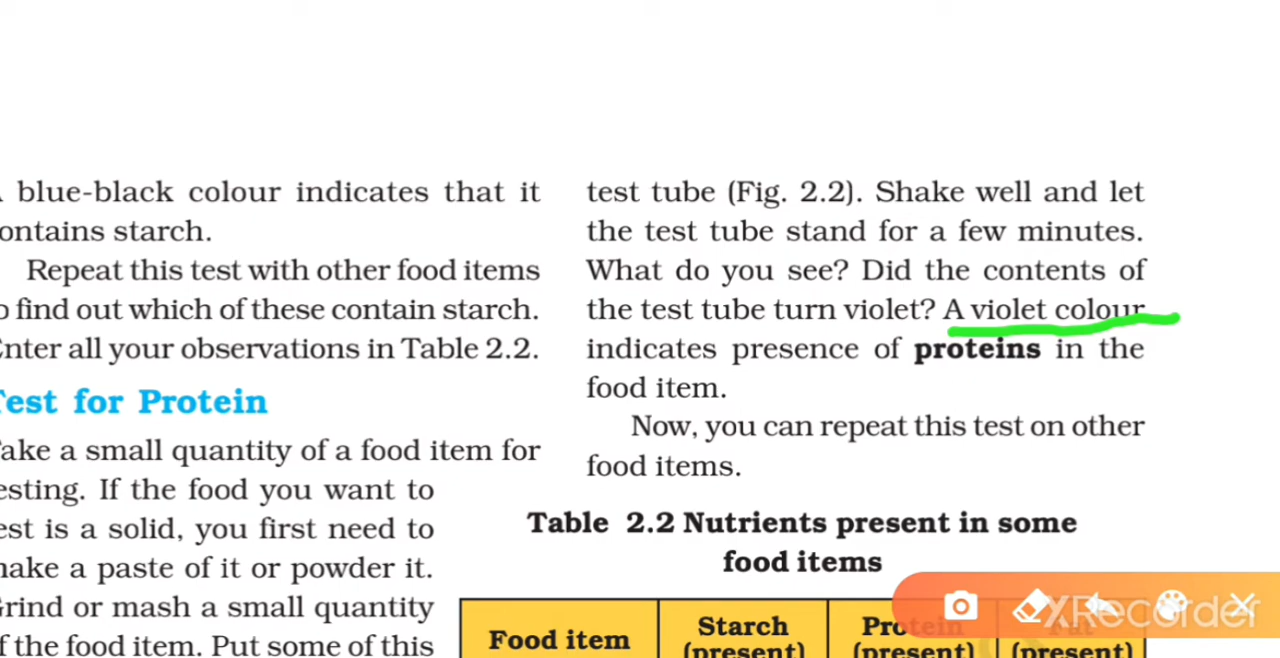 blue-black colour indicates that it
ontains starch.
Repeat this test with other food items
o find out which of these contain starch.
nter all your observations in Table 2.2.
Test for Protein
ake a small quantity of a food item for
esting. If the food you want to
est is a solid, you first need to
make a paste of it or powder it.
Grind or mash a small quantity
f the food item. Put some of this
test tube (Fig. 2.2). Shake well and let
the test tube stand for a few minutes.
What do you see? Did the contents of
the test tube turn violet? A violet colour
indicates presence of proteins in the
food item.
Now, you can repeat this test on other
food items.
Table 2.2 Nutrients present in some
food items
Food item
Starch
(present)
Protein
(present)
Fat
(present)
XRecorder